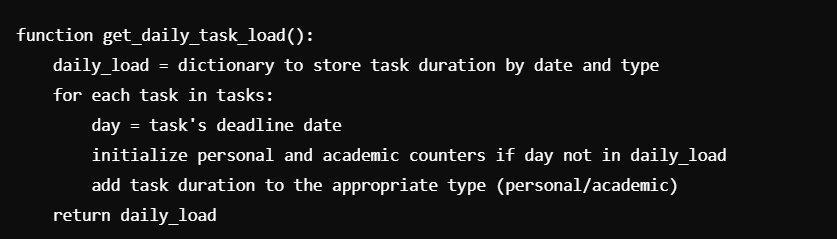 function get_daily_task_load():
    daily_load = dictionary to store task duration by date and type
    for each task in tasks:
        day = task's deadline date
        initialize personal and academic counters if day not in daily_load
        add task duration to the appropriate type (personal/academic)
    return daily_load